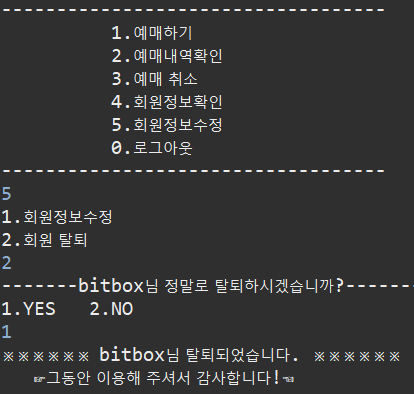 -----------------------------------
1.예매하기
2.예매내역확인
3.예매 취소
4.회원정보확인
5.회원정보수정
0.로그아웃
-----------------------------------
5
1.회원정보수정
2.회원 탈퇴
2
-------bitbox님 정말로 탈퇴하시겠습니까?-------
1.YES   2.NO
1
※※※※※※ bitbox님 탈퇴되었습니다. ※※※※※※
☞그동안 이용해 주셔서 감사합니다!☜